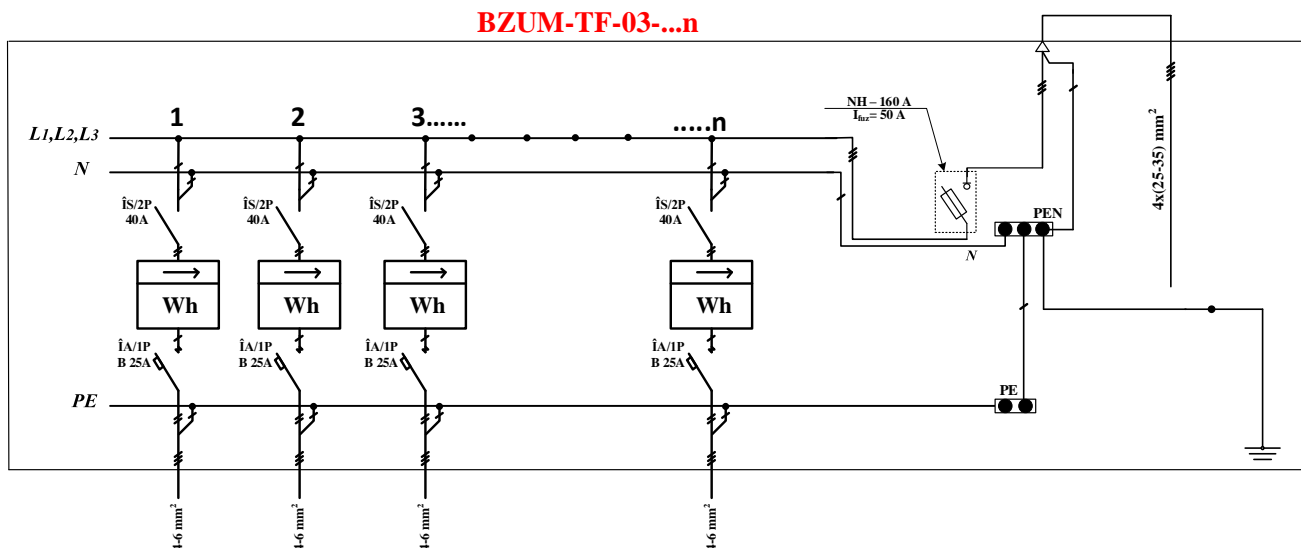 BZUM-TF-03-...n
NH – 160 A
Ifuz= 50 A
1
2
3......
.....n
L1,L2,L3
N
4x(25-35) mm²
ÎS/2P
40A
ÎS/2P
40A
ÎS/2P
40A
ÎS/2P
40A
PEN
N
Wh
Wh
Wh
Wh
ÎA/1P
B 25A
ÎA/1P
B 25A
ÎA/1P
B 25A
ÎA/1P
B 25A
PE
PE
4-6 mm²
4-6 mm²
4-6 mm²
4-6 mm²